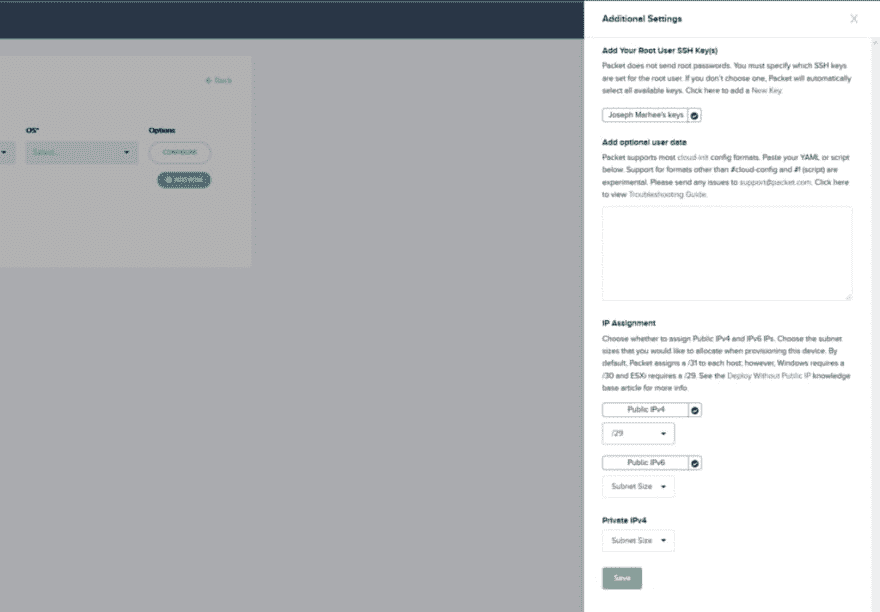 Additional Settings
X
← Back
OS*
Options
Select...
CONFIGURE
ADD NOW
Add Your Root User SSH Key(s)
Packet does not send root passwords. You must specify which SSH keys
are set for the root user. If you don't choose one, Packet will automatically
select all available keys. Click here to add a New Key.
Joseph Marhee's keys
Add optional user data
Packet supports most cloud-init config formats. Paste your YAML or script
below. Support for formats other than #cloud-config and #! (script) are
experimental. Please send any issues to support@packet.com. Click here
to view Troubleshooting Guide.
IP Assignment
Choose whether to assign Public IPv4 and IPv6 IPs. Choose the subnet
sizes that you would like to allocate when provisioning this device. By
default, Packet assigns a /31 to each host; however, Windows requires a
/30 and ESXi requires a /29. See the Deploy Without Public IP knowledge
base article for more info.
Public IPv4
/29
Public IPv6
Subnet Size
Private IPv4
Subnet Size
Save